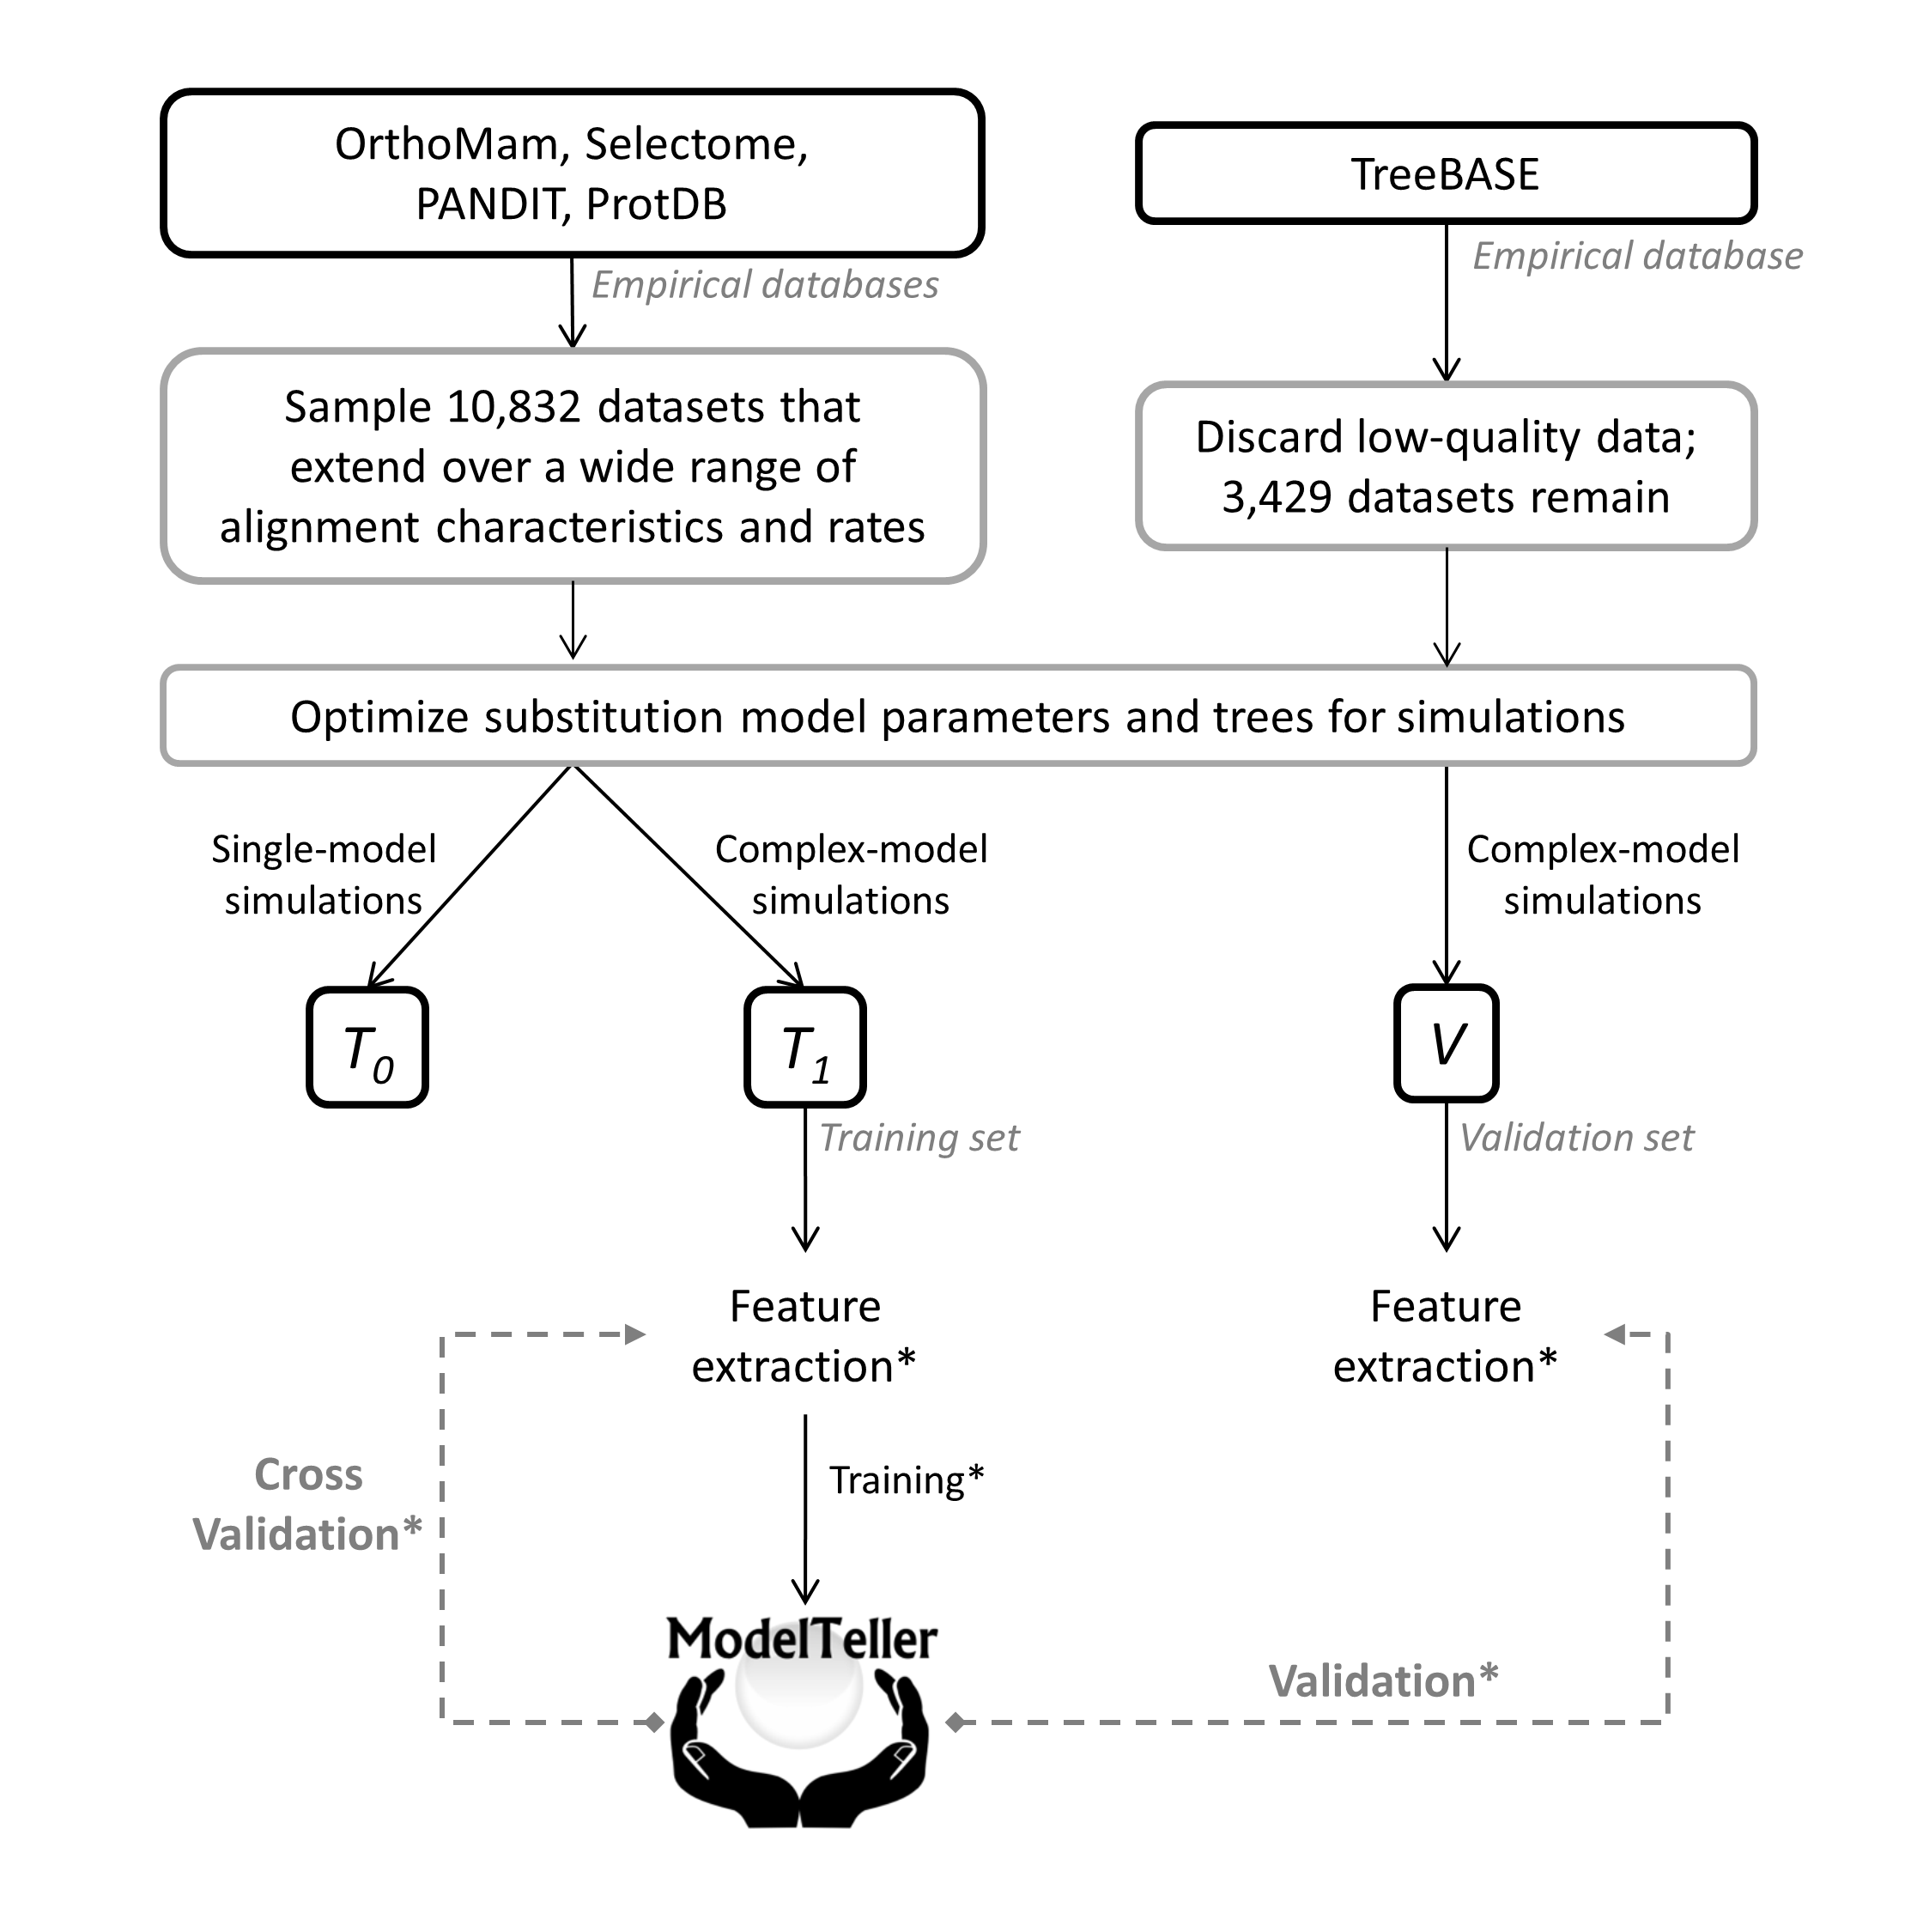 OrthoMam, Selectome,
PANDIT, ProtDB
TreeBASE
Empirical databases
Empirical database
Sample 10,832 datasets that
extend over a wide range of
alignment characteristics and rates
Discard low-quality data;
3,429 datasets remain
Optimize substitution model parameters and trees for simulations
Single-model
simulations
Complex-model
simulations
Complex-model
simulations
T0
T1
V
Training set
Validation set
Feature
extraction*
Feature
extraction*
Cross
Validation*
Training*
ModelTeller
Validation*